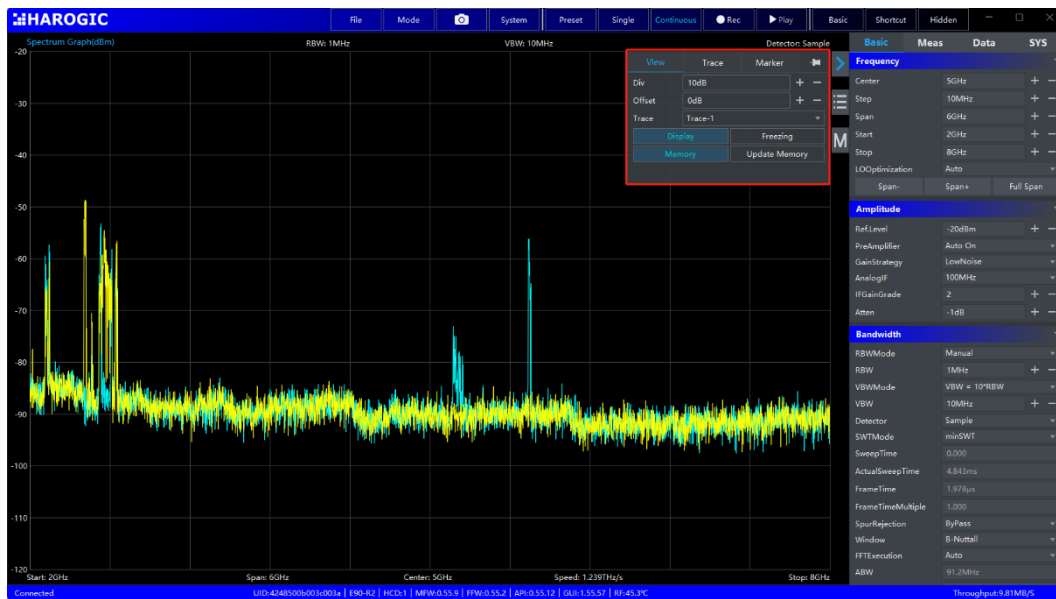 HAROGIC File Mode System Preset Single Continuous Rec Play Basic Shortcut Hidden
Spectrum Graph(dBm) RBW: 1MHz VBW: 10MHz Detector: Sample
-20
-30
-40
-50
-60
-70
-80
-90
-100
-110
-120
View Trace Marker
Div 10dB + −
Offset 0dB + −
Trace Trace-1
Display Freezing
Memory Update Memory
M
Start: 2GHz Span: 6GHz Center: 5GHz Speed: 1.239THz/s Stop: 8GHz
Basic Meas Data SYS
Frequency
Center 5GHz + −
Step 10MHz + −
Span 6GHz + −
Start 2GHz + −
Stop 8GHz + −
LOOptimization Auto
Span- Span+ Full Span
Amplitude
Ref.Level -20dBm + −
PreAmplifier Auto On
GainStrategy LowNoise
AnalogIF 100MHz
IFGainGrade 2 + −
Atten -1dB + −
Bandwidth
RBWMode Manual
RBW 1MHz + −
VBWMode VBW = 10*RBW
VBW 10MHz + −
Detector Sample
SWTMode minSWT
SweepTime 0.000
ActualSweepTime 4.843ms
FrameTime 1.978μs
FrameTimeMultiple 1.000
SpurRejection ByPass
Window B-Nuttall
FFTExecution Auto
ABW 91.2MHz
Connected UID:4248500b003c003a | E90-R2 | HCD:1 | MFW:0.55.9 | FFW:0.55.2 | API:0.55.12 | GUI:1.55.57 | RF:45.3°C Throughput:9.81MB/S